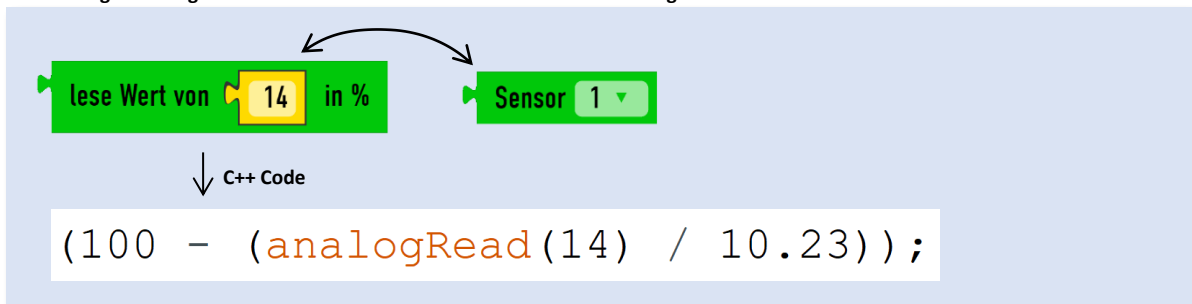 lese Wert von 14 in %
Sensor 1
C++ Code
(100 - (analogRead(14) / 10.23));